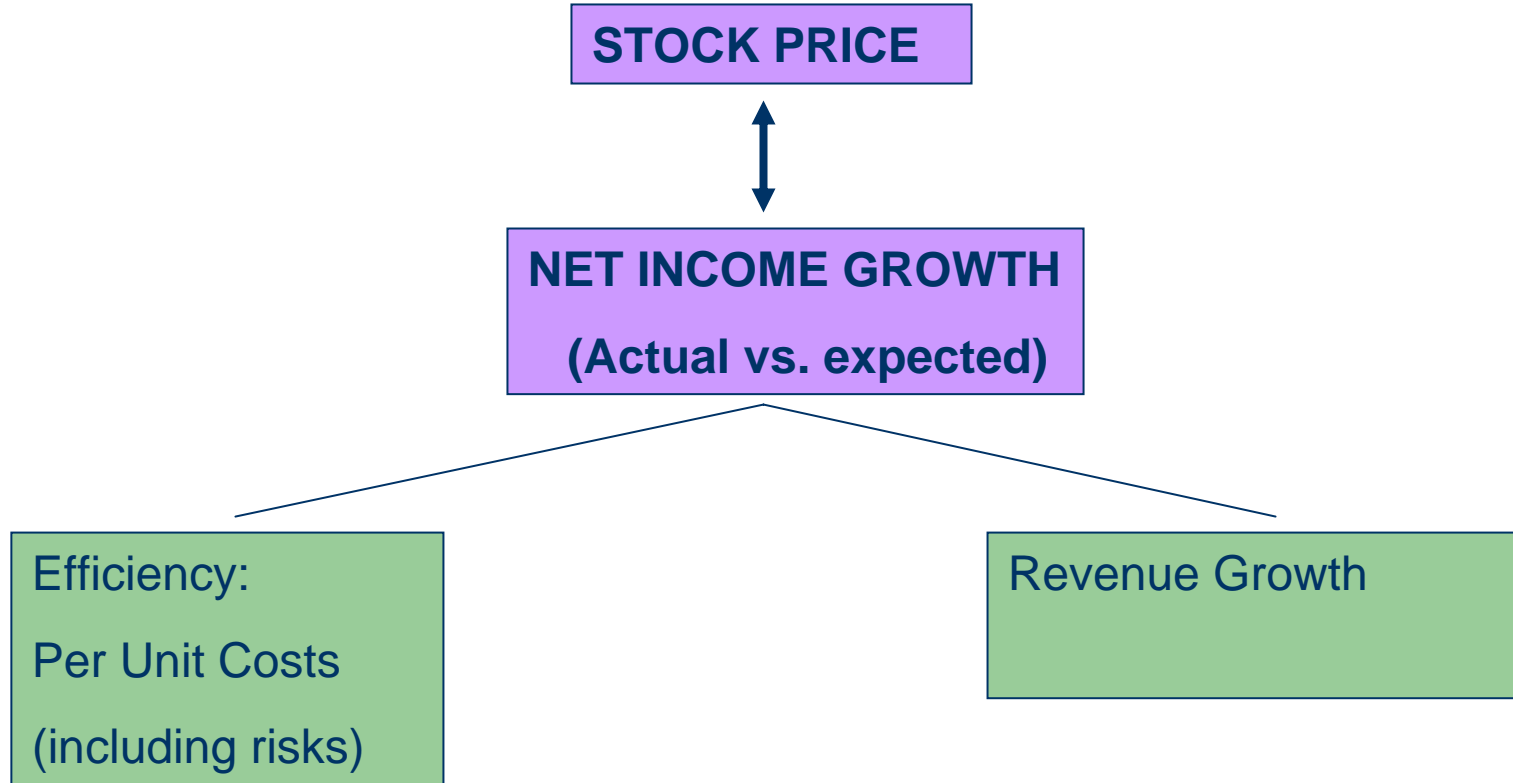 STOCK PRICE
NET INCOME GROWTH
(Actual vs. expected)
Efficiency:
Per Unit Costs
(including risks)
Revenue Growth